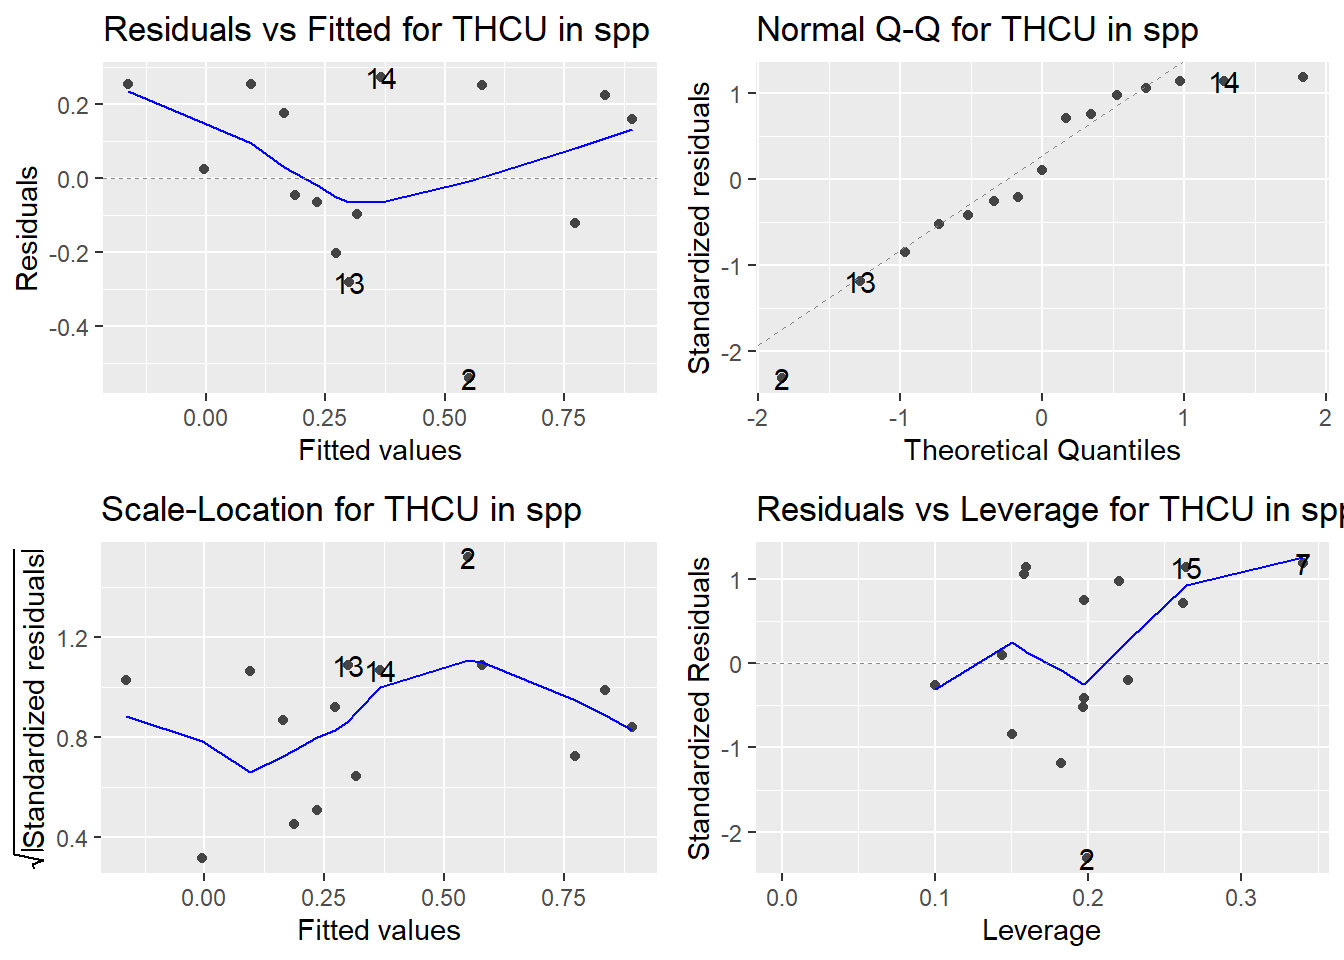 Residuals vs Fitted for THCU in spp
Residuals
0.2
0.0
-0.2
-0.4
14
13
2
0.00 0.25 0.50 0.75
Fitted values
Normal Q-Q for THCU in spp
Standardized residuals
1
0
-1
-2
14
13
2
-2 -1 0 1 2
Theoretical Quantiles
Scale-Location for THCU in spp
√|Standardized residuals|
1.2
0.8
0.4
2
13
14
0.00 0.25 0.50 0.75
Fitted values
Residuals vs Leverage for THCU in spp
Standardized Residuals
1
0
-1
-2
15
7
2
0.0 0.1 0.2 0.3
Leverage